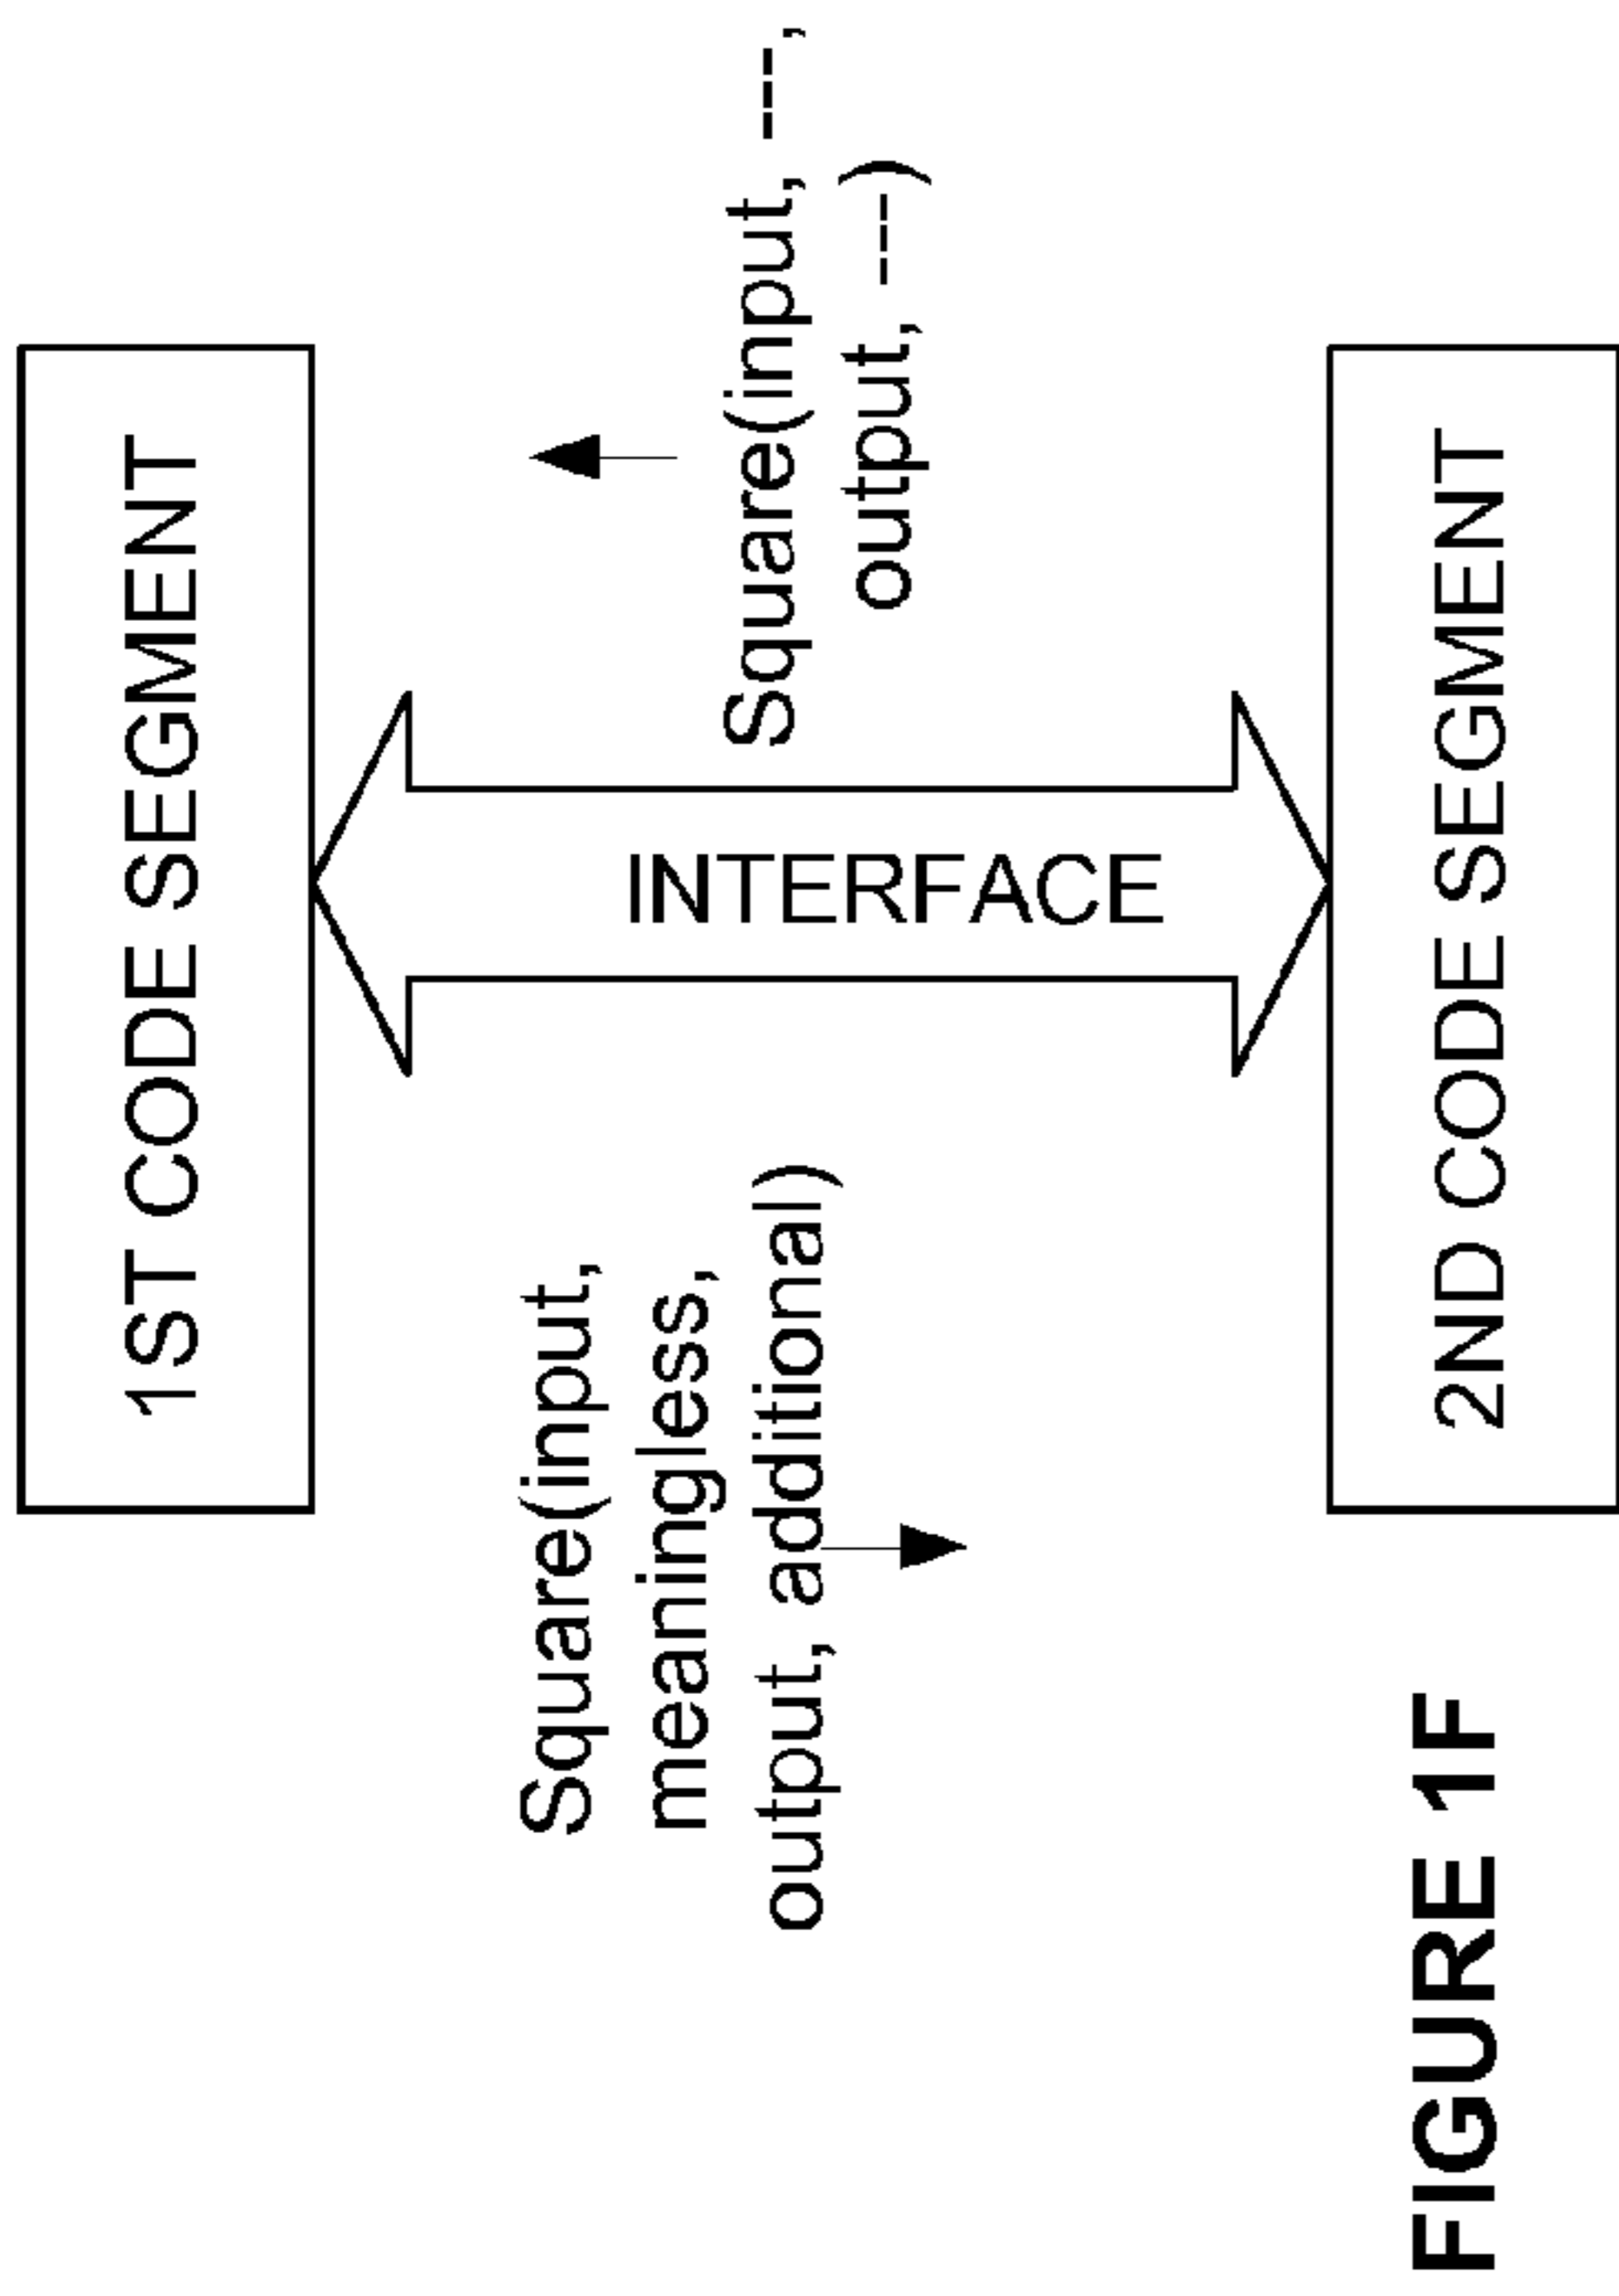 1ST CODE SEGMENT
Square(input,
meaningless,
output, additional)
INTERFACE
Square(input, ---,
output, ---)
2ND CODE SEGMENT
FIGURE 1F